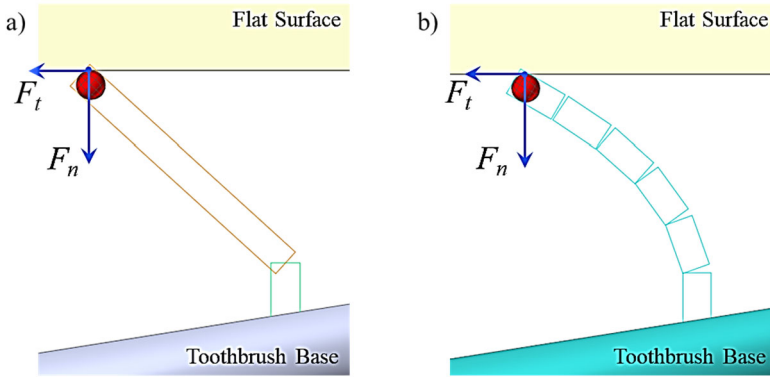 a)
Flat Surface
F_t
F_n
Toothbrush Base
b)
Flat Surface
F_t
F_n
Toothbrush Base